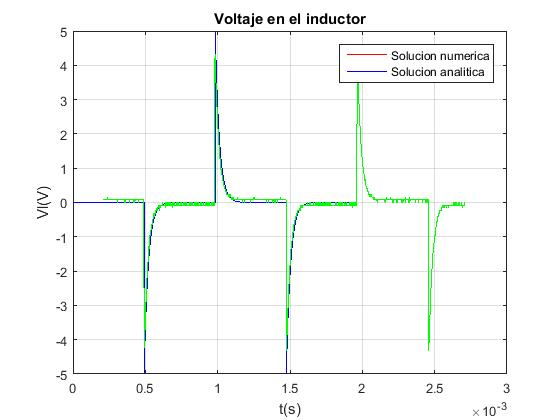 Voltaje en el inductor
5
4
3
2
1
0
-1
-2
-3
-4
-5
Vl(V)
Solucion numerica
Solucion analitica
0 0.5 1 1.5 2 2.5 3
t(s)
×10⁻³